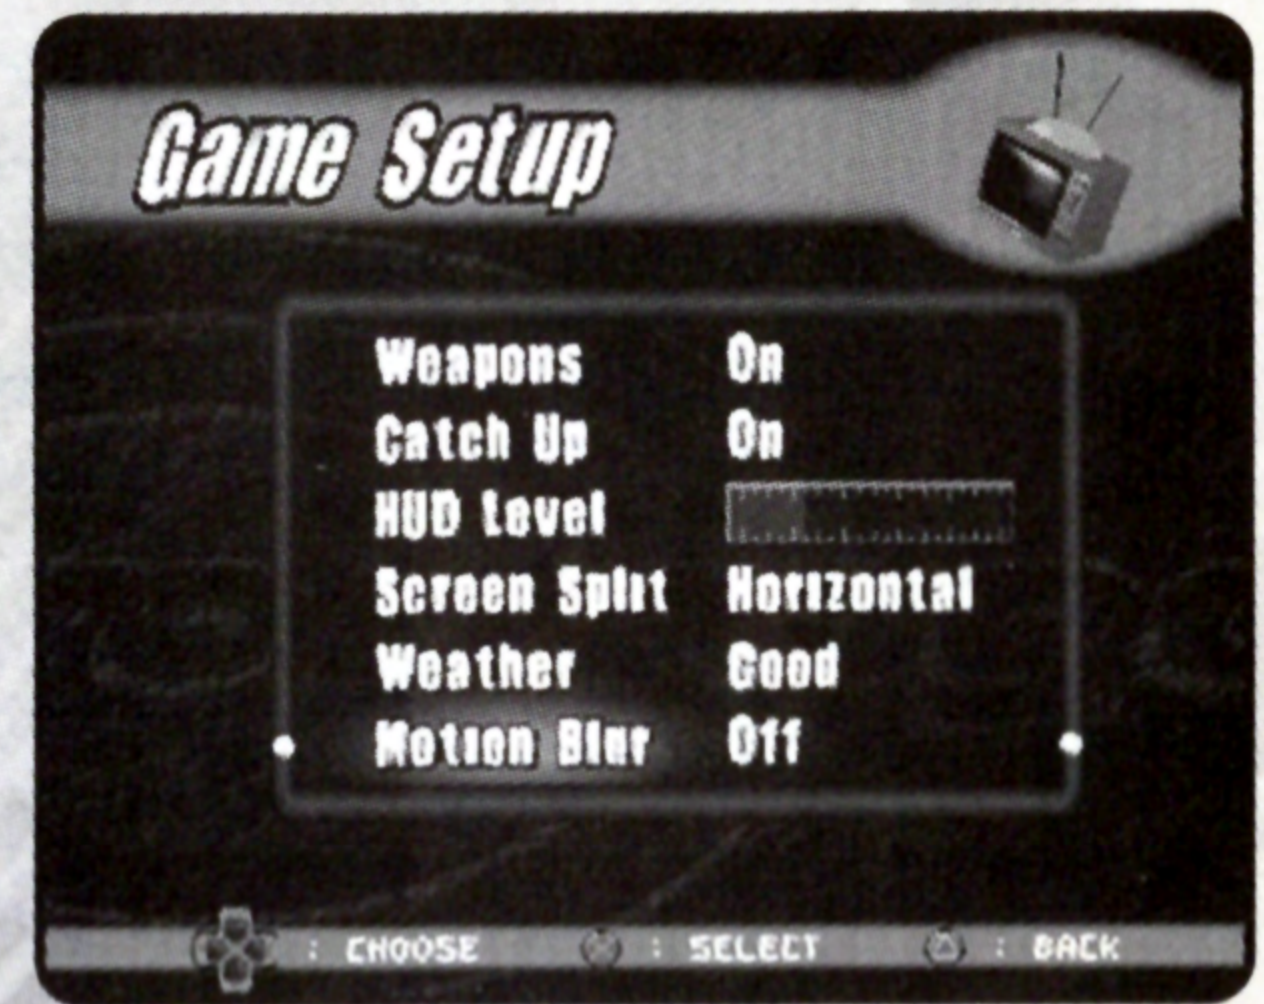 Game Setup
Weapons On
Catch Up On
HUD Level
Screen Split Horizontal
Weather Good
Motion Blur Off
: CHOOSE : SELECT : BACK